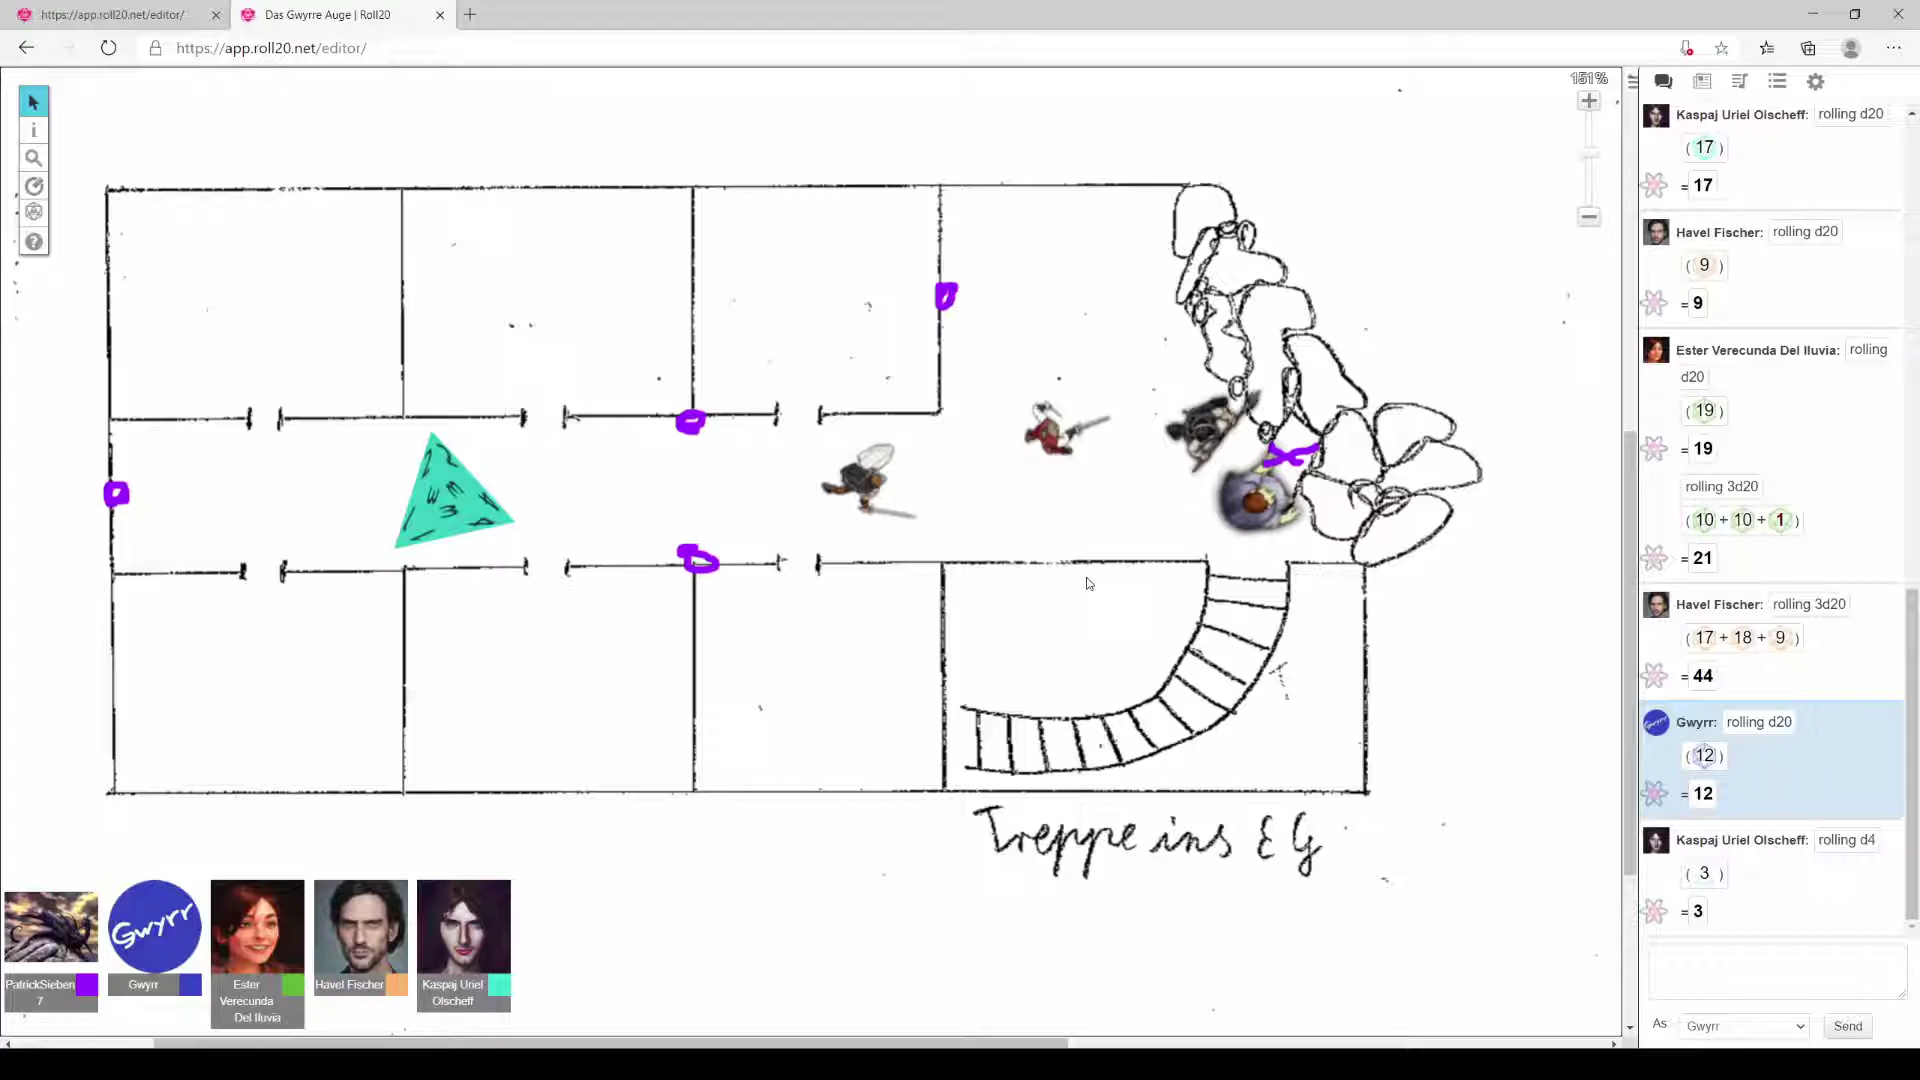 https://app.roll20.net/editor/
Das Gwyrre Auge | Roll20
https://app.roll20.net/editor/
151%
Kaspaj Uriel Olscheff: rolling d20
(17)
=17
Havel Fischer: rolling d20
(9)
=9
Ester Verecunda Del Iluvia: rolling
d20
(19)
=19
rolling 3d20
(10+10+1)
=21
Havel Fischer: rolling 3d20
(17+18+9)
=44
Gwyrr: rolling d20
(12)
=12
Kaspaj Uriel Olscheff: rolling d4
(3)
=3
As
Gwyrr
Send
Treppe ins EG
Gwyrr
PatrickSieben
7
Gwyrr
Ester
Verecunda
Del Iluvia
Havel Fischer
Kaspaj Uriel
Olscheff